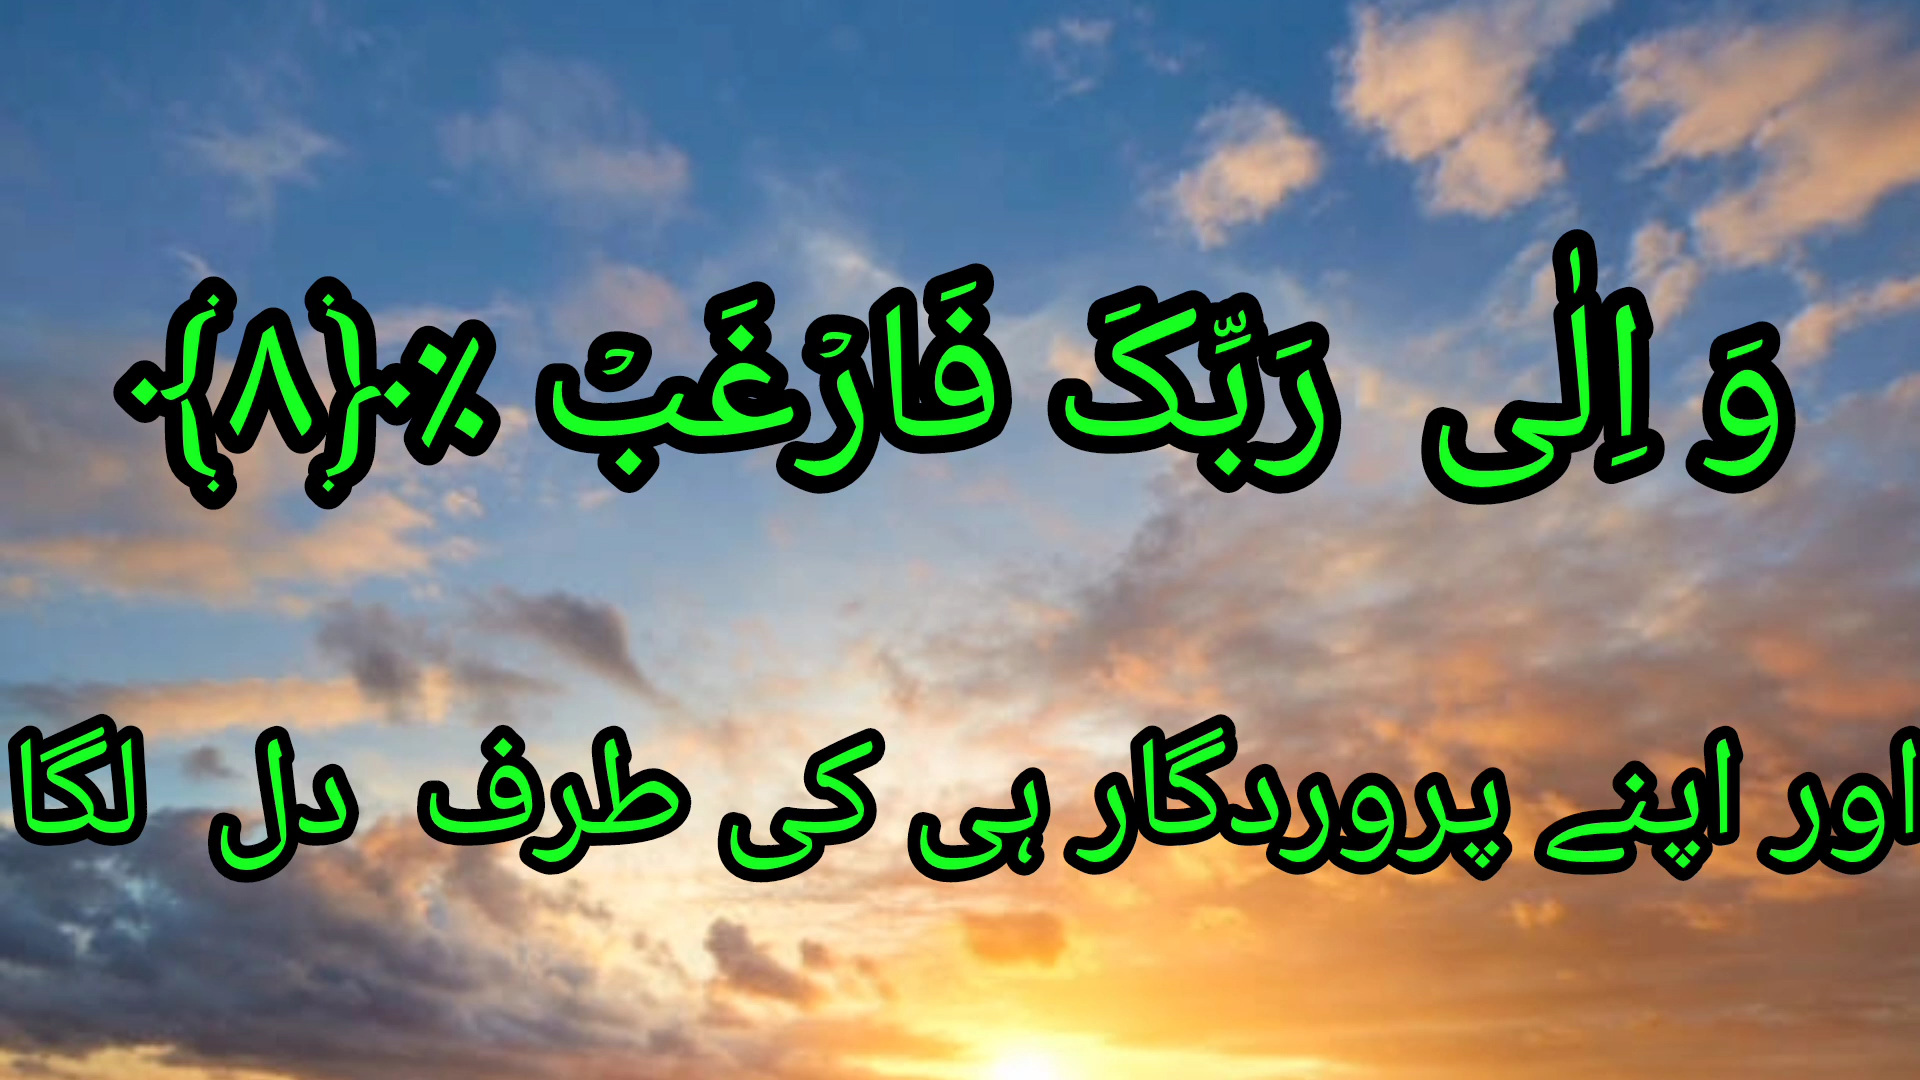 وَ اِلٰی رَبِّکَ فَارۡغَبۡ ٪﴿۸﴾
اور اپنے پروردگار ہی کی طرف دل لگا